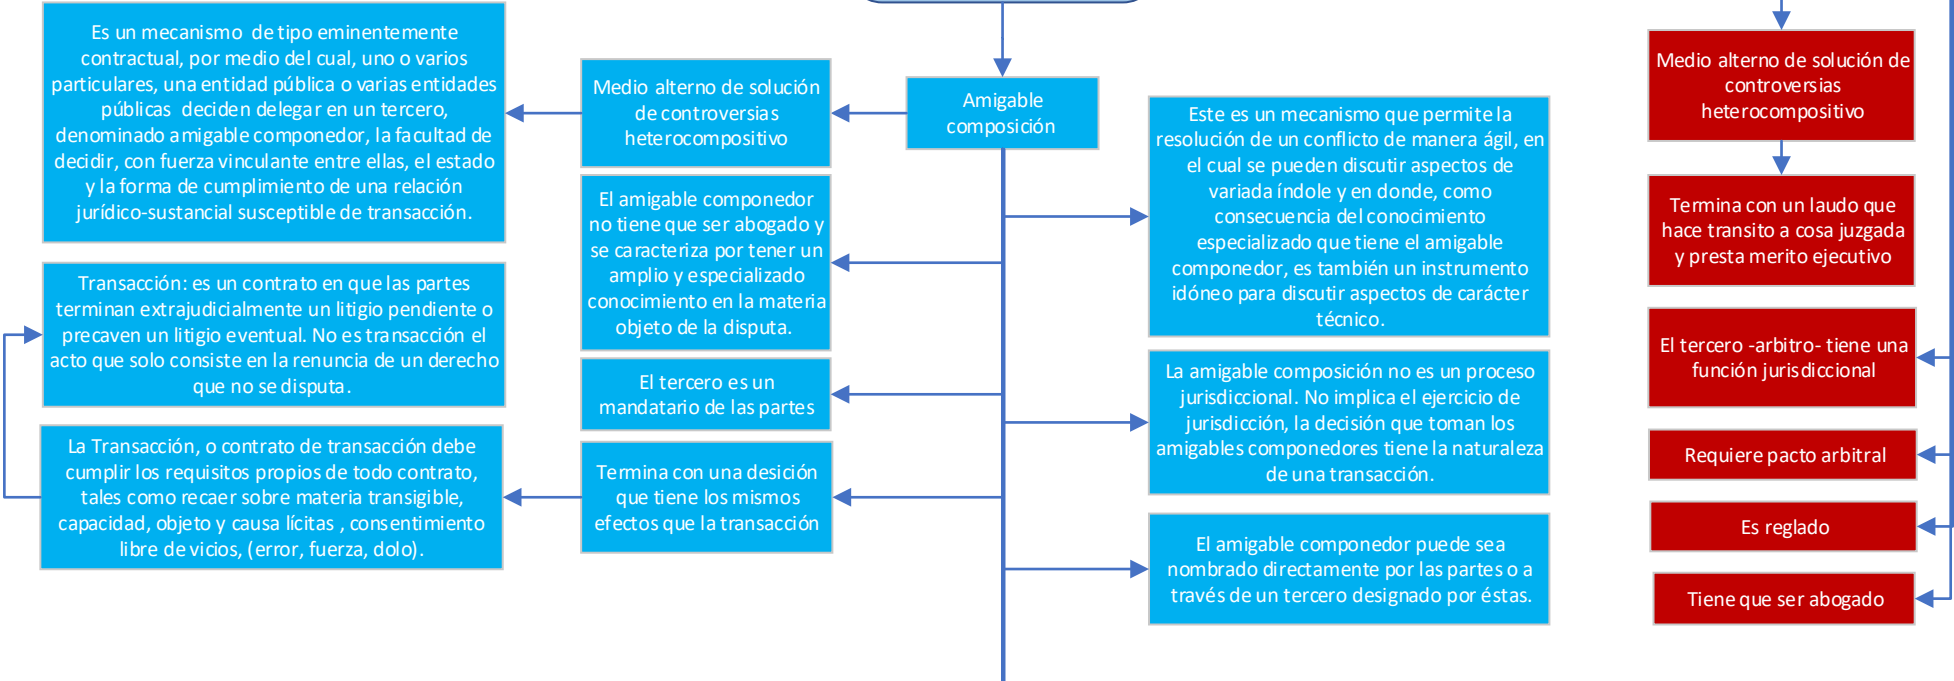 Es un mecanismo de tipo eminentemente
contractual, por medio del cual, uno o varios
particulares, una entidad pública o varias entidades
públicas deciden delegar en un tercero,
denominado amigable componedor, la facultad de
decidir, con fuerza vinculante entre ellas, el estado
y la forma de cumplimiento de una relación
jurídico-sustancial susceptible de transacción.
Transacción: es un contrato en que las partes
terminan extrajudicialmente un litigio pendiente o
precaven un litigio eventual. No es transacción el
acto que solo consiste en la renuncia de un derecho
que no se disputa.
La Transacción, o contrato de transacción debe
cumplir los requisitos propios de todo contrato,
tales como recaer sobre materia transigible,
capacidad, objeto y causa lícitas , consentimiento
libre de vicios, (error, fuerza, dolo).
Medio alterno de solución
de controversias
heterocompositivo
El amigable componedor
no tiene que ser abogado y
se caracteriza por tener un
amplio y especializado
conocimiento en la materia
objeto de la disputa.
El tercero es un
mandatario de las partes
Termina con una desición
que tiene los mismos
efectos que la transacción
Amigable
composición
Este es un mecanismo que permite la
resolución de un conflicto de manera ágil, en
el cual se pueden discutir aspectos de
variada índole y en donde, como
consecuencia del conocimiento
especializado que tiene el amigable
componedor, es también un instrumento
idóneo para discutir aspectos de carácter
técnico.
La amigable composición no es un proceso
jurisdiccional. No implica el ejercicio de
jurisdicción, la decisión que toman los
amigables componedores tiene la naturaleza
de una transacción.
El amigable componedor puede sea
nombrado directamente por las partes o a
través de un tercero designado por éstas.
Medio alterno de solución de
controversias
heterocompositivo
Termina con un laudo que
hace transito a cosa juzgada
y presta merito ejecutivo
El tercero -arbitro- tiene una
función jurisdiccional
Requiere pacto arbitral
Es reglado
Tiene que ser abogado